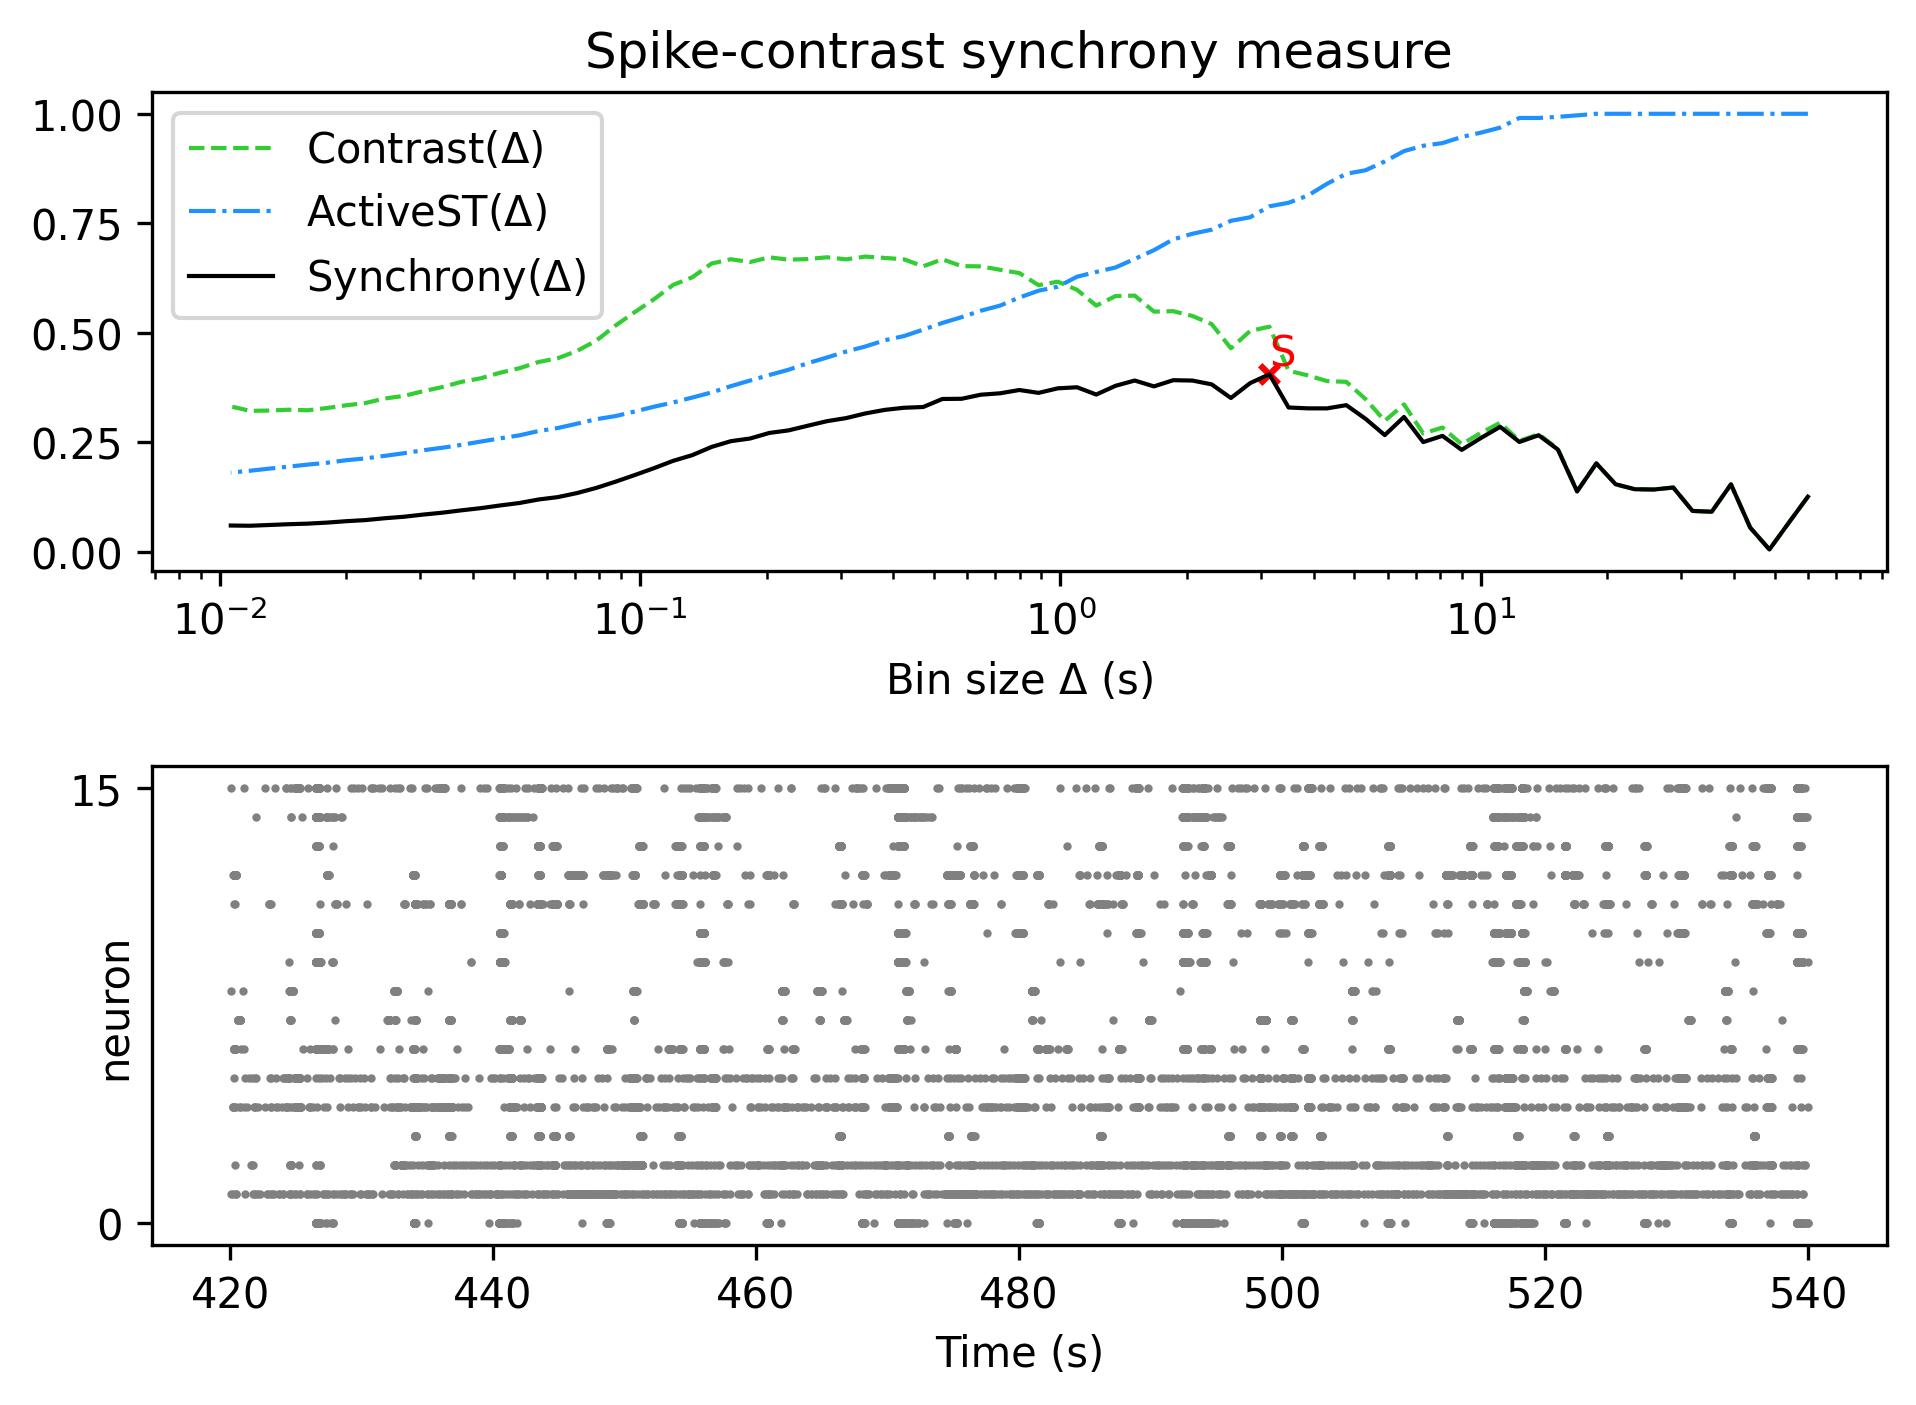 Spike-contrast synchrony measure
1.00
0.75
0.50
0.25
0.00
Contrast(Δ)
ActiveST(Δ)
Synchrony(Δ)
S
10⁻² 10⁻¹ 10⁰ 10¹
Bin size Δ (s)
15
0
neuron
420 440 460 480 500 520 540
Time (s)